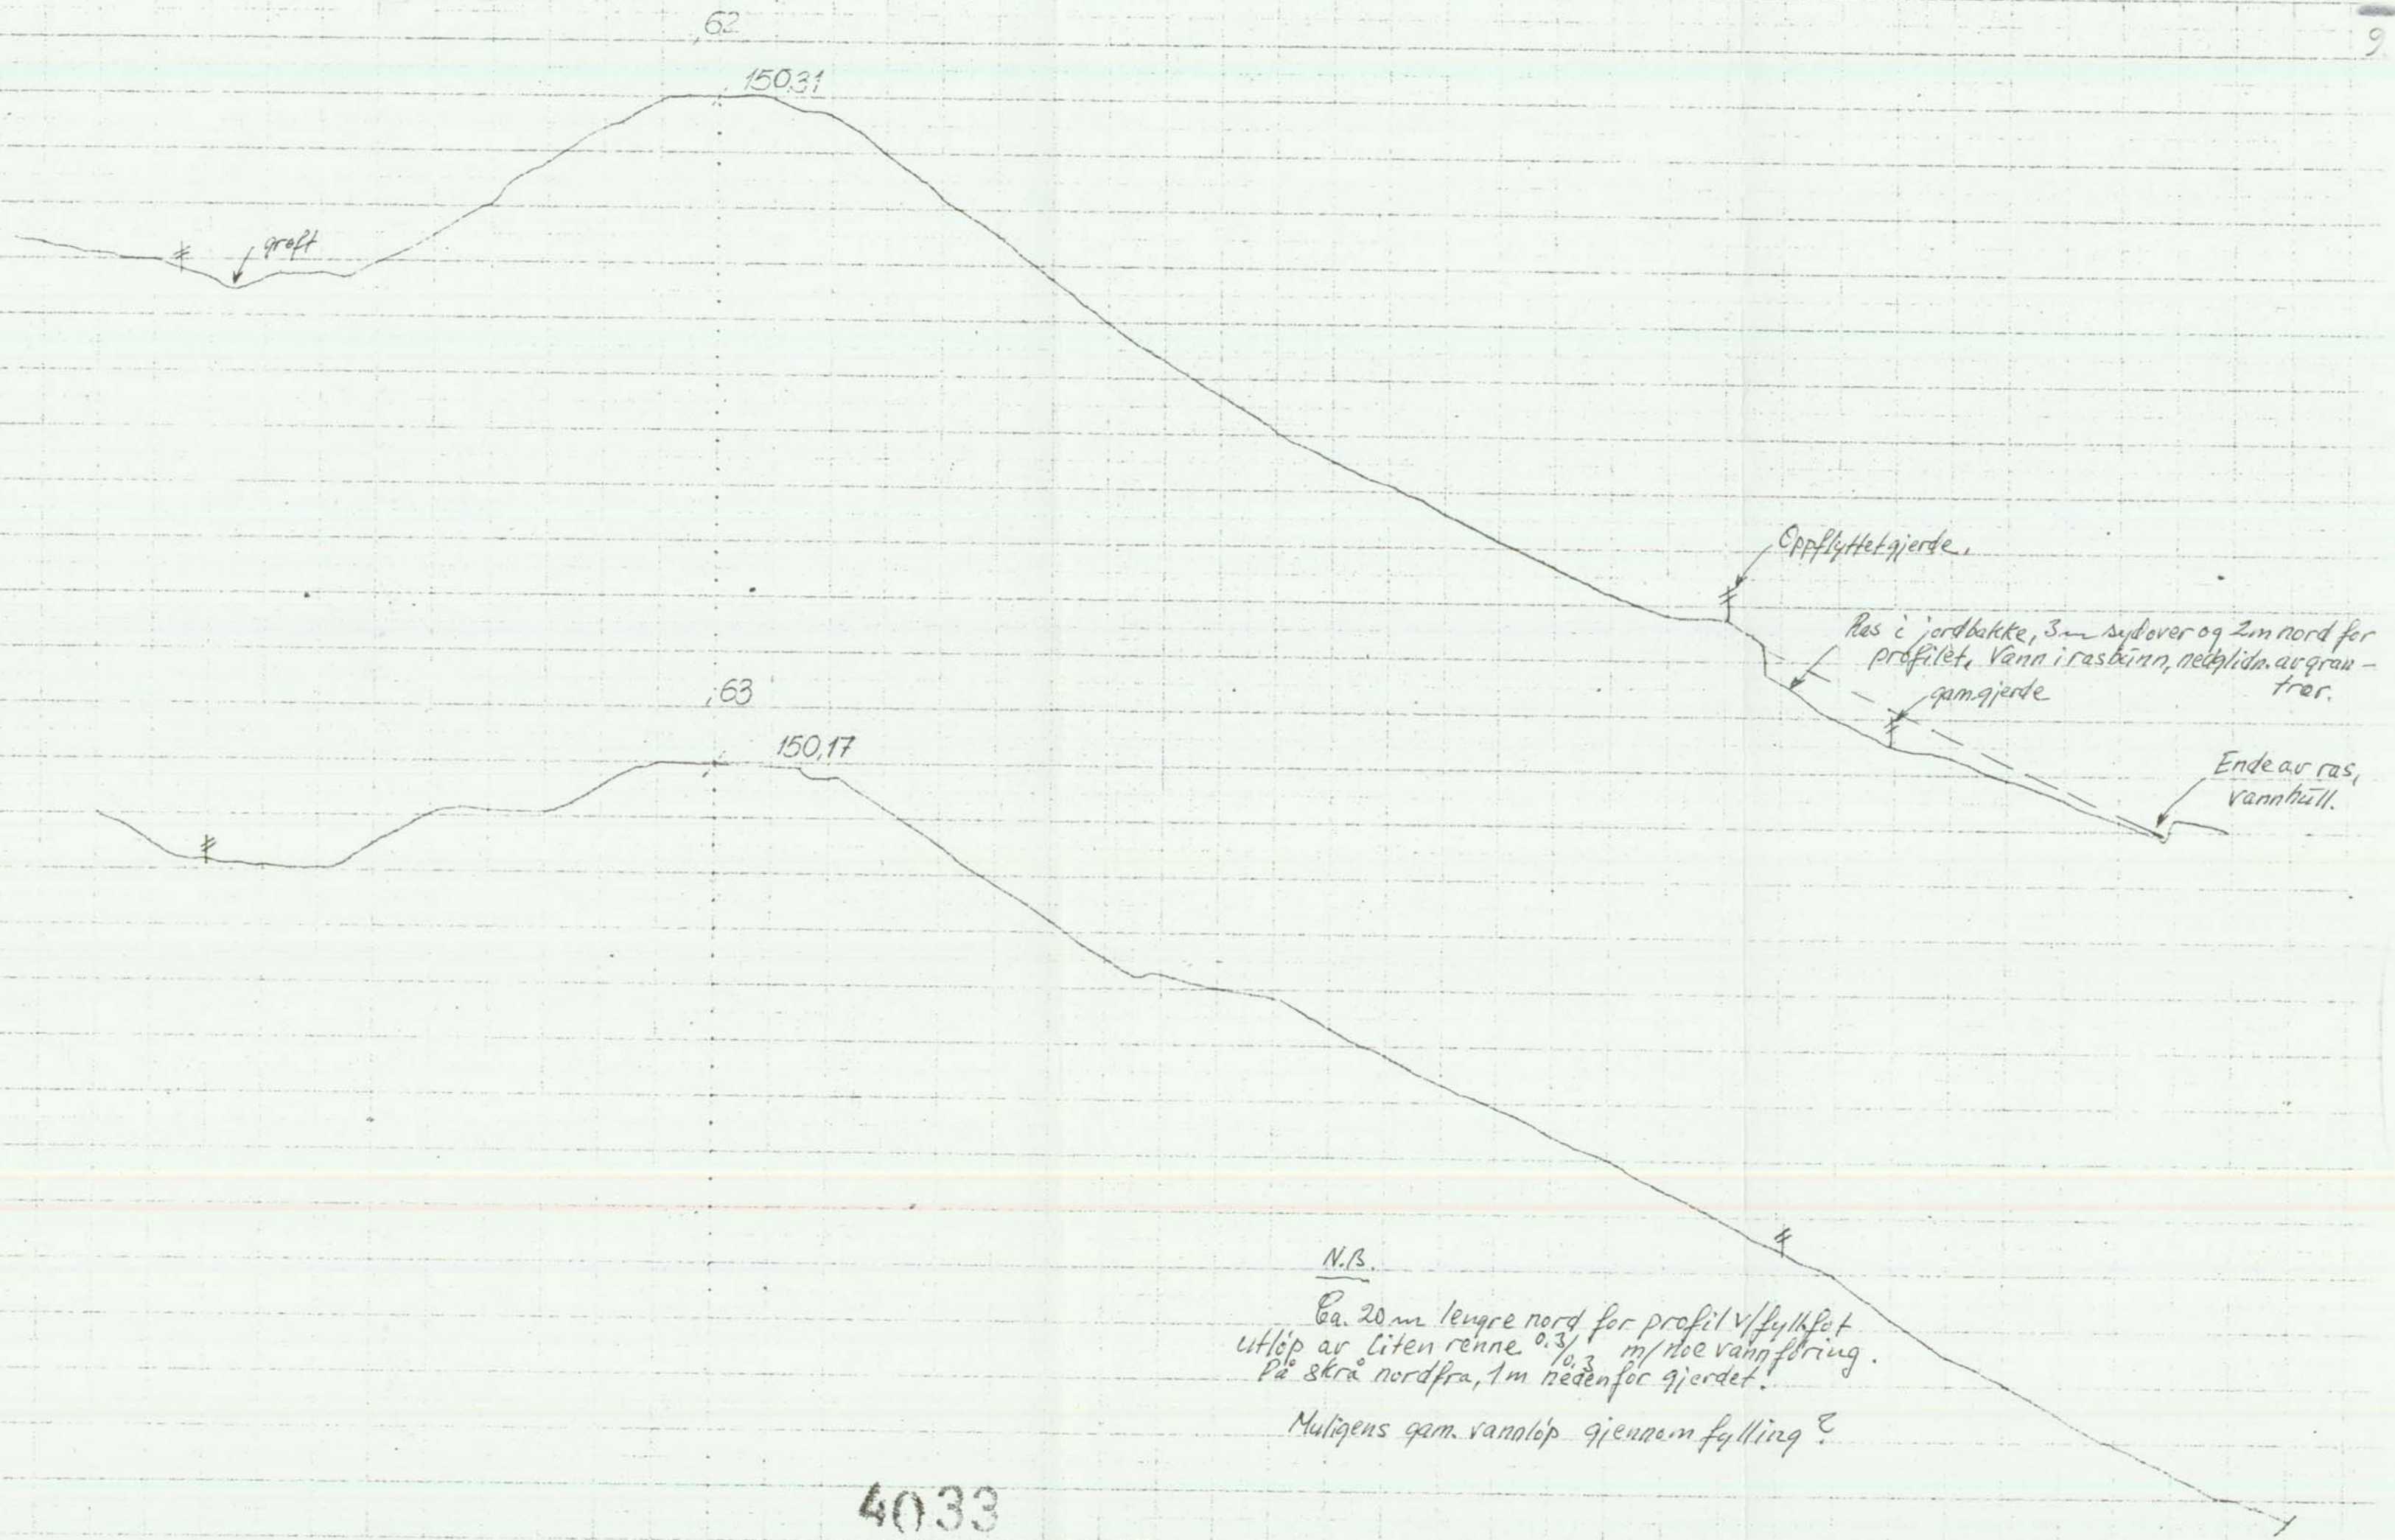 ,62
9.
150,31
grøft
Oppflyttet gjerde.
Ras i jordbakke, 3m sydover og 2m nord for
profilet. Vann i rasbunn, nedglidn. av gran-
trær.
gam. gjerde
Ende av ras,
vannhull.
,63
150,17
N.B.
Ca. 20 m lengre nord for profil v/fyllfot
utløp av liten renne 0,3/0,3 m/noe vannføring.
På skrå nordfra, 1m nedenfor gjerdet.
Muligens gam. vannløp gjennom fylling?
4033